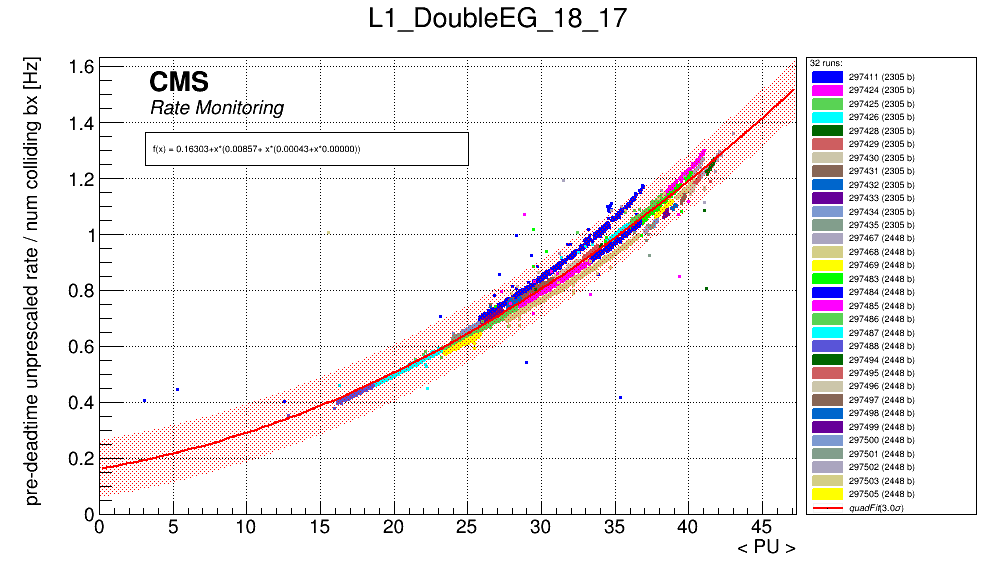 L1_DoubleEG_18_17
pre-deadtime unprescaled rate / num colliding bx [Hz]
1.6
1.4
1.2
1
0.8
0.6
0.4
0.2
0
CMS
Rate Monitoring
f(x) = 0.16303+x*(0.00857+ x*(0.00043+x*0.00000))
0 5 10 15 20 25 30 35 40 45
< PU >
32 runs:
297411 (2305 b)
297424 (2305 b)
297425 (2305 b)
297426 (2305 b)
297428 (2305 b)
297429 (2305 b)
297430 (2305 b)
297431 (2305 b)
297432 (2305 b)
297433 (2305 b)
297434 (2305 b)
297435 (2305 b)
297467 (2448 b)
297468 (2448 b)
297469 (2448 b)
297483 (2448 b)
297484 (2448 b)
297485 (2448 b)
297486 (2448 b)
297487 (2448 b)
297488 (2448 b)
297494 (2448 b)
297495 (2448 b)
297496 (2448 b)
297497 (2448 b)
297498 (2448 b)
297499 (2448 b)
297500 (2448 b)
297501 (2448 b)
297502 (2448 b)
297503 (2448 b)
297505 (2448 b)
quadFit(3.0σ)